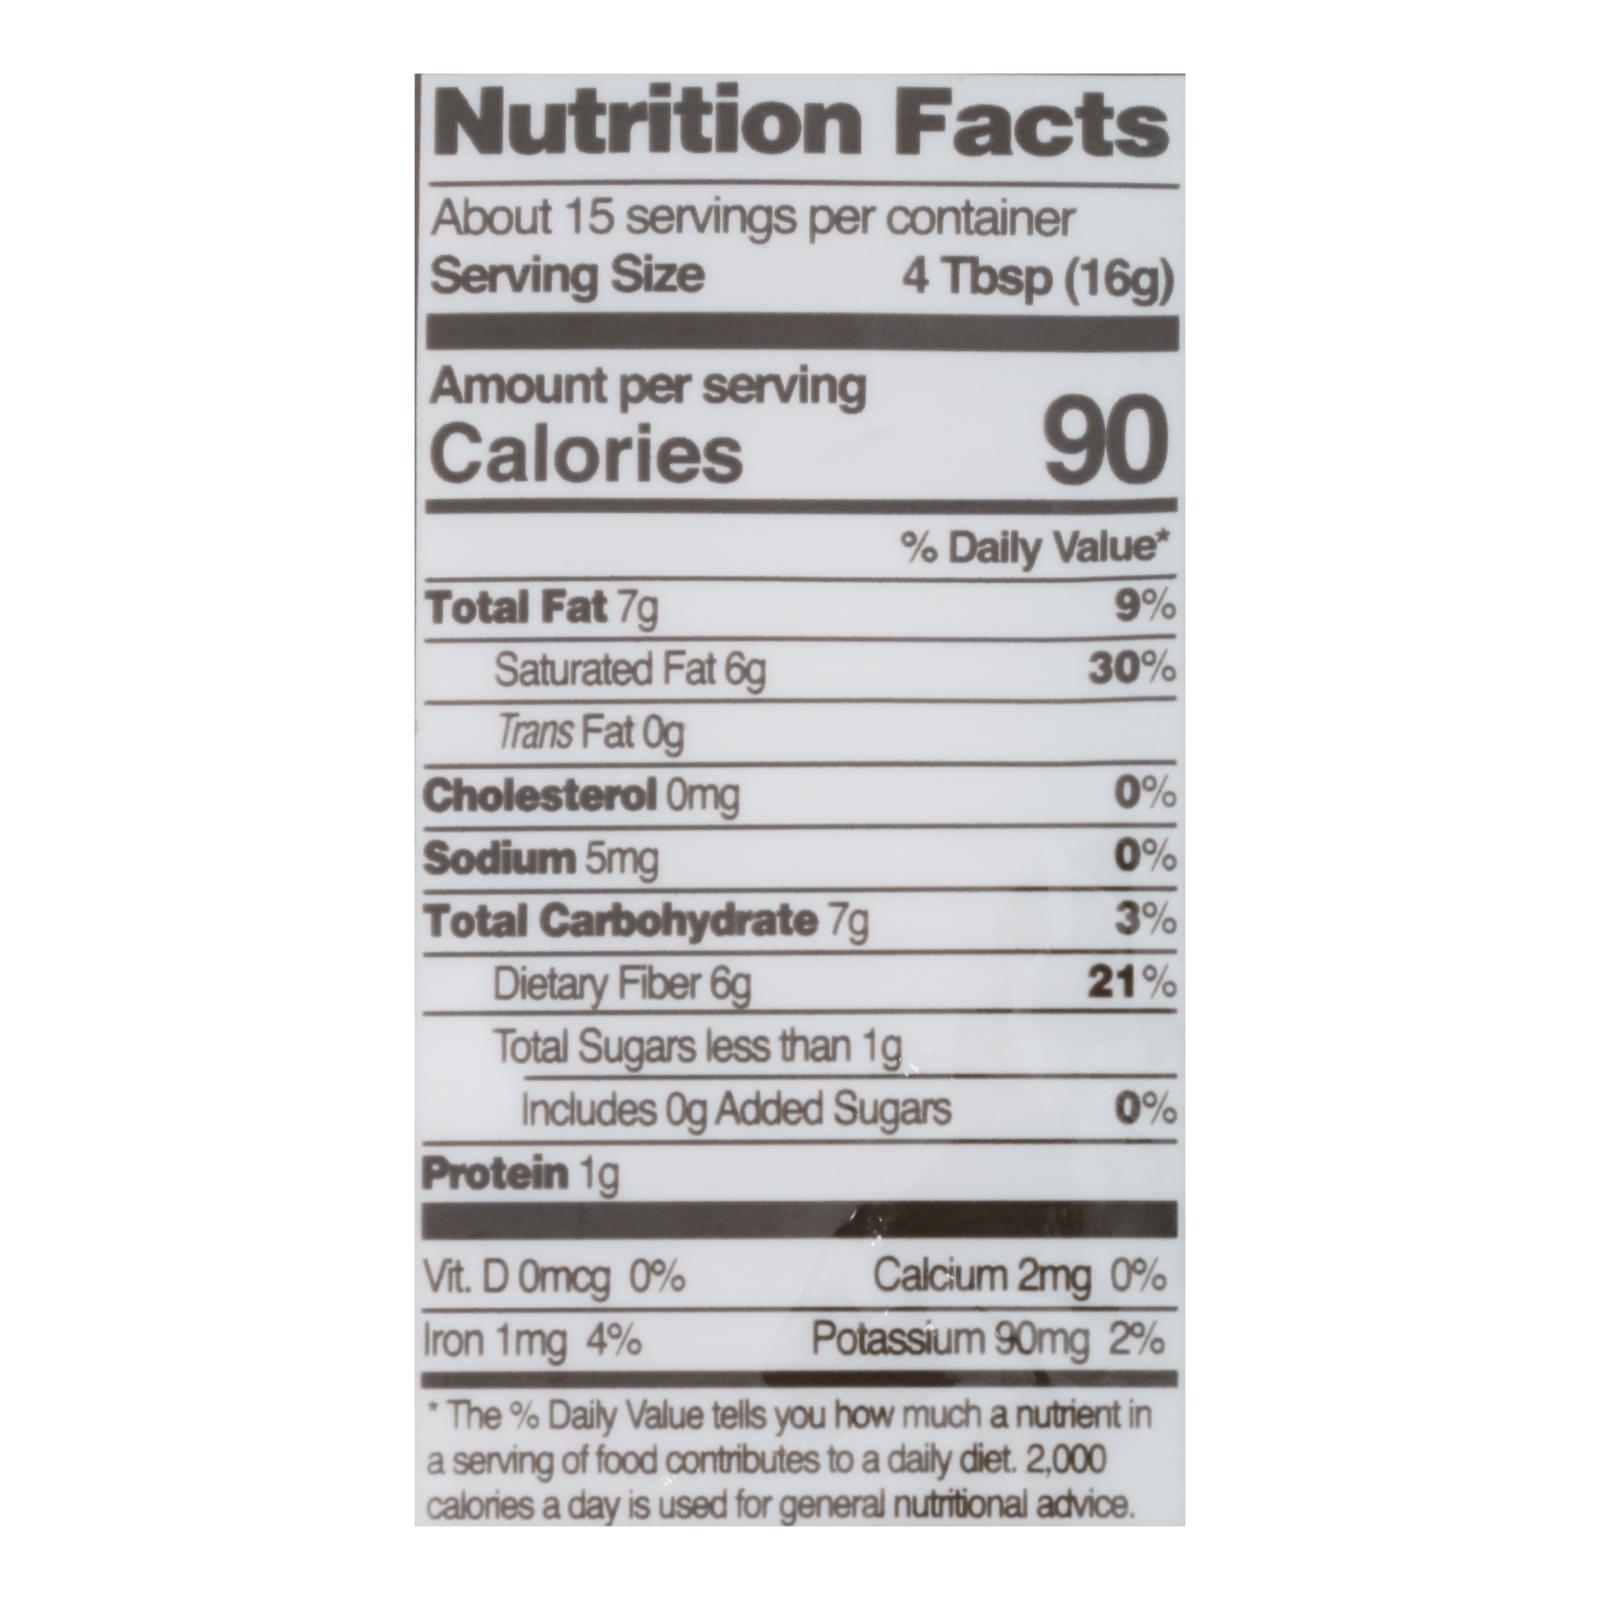 Nutrition Facts
About 15 servings per container
Serving Size 4 Tbsp (16g)
Amount per serving
Calories 90
% Daily Value*
Total Fat 7g 9%
Saturated Fat 6g 30%
Trans Fat 0g
Cholesterol 0mg 0%
Sodium 5mg 0%
Total Carbohydrate 7g 3%
Dietary Fiber 6g 21%
Total Sugars less than 1g
Includes 0g Added Sugars 0%
Protein 1g
Vit. D 0mcg 0% Calcium 2mg 0%
Iron 1mg 4% Potassium 90mg 2%
* The % Daily Value tells you how much a nutrient in
a serving of food contributes to a daily diet. 2,000
calories a day is used for general nutritional advice.